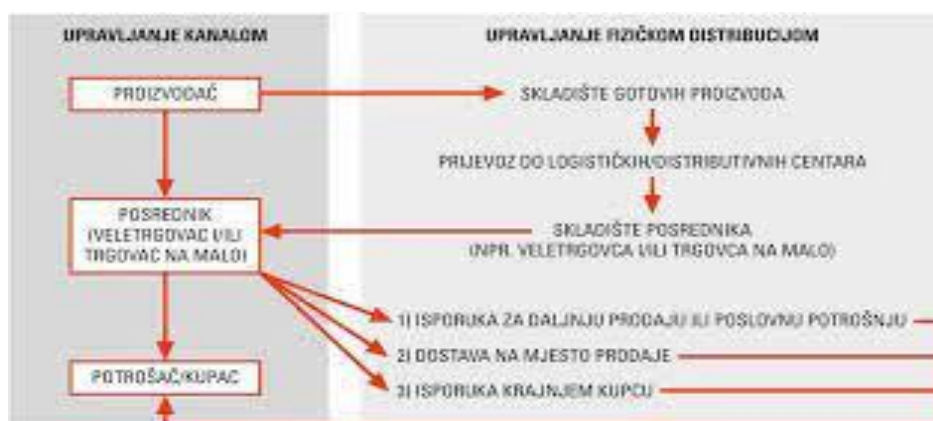 UPRAVLJANJE KANALOM
UPRAVLJANJE FIZIČKOM DISTRIBUCIJOM
PROIZVOĐAČ
SKLADIŠTE GOTOVIH PROIZVODA
PRIJEVOZ DO LOGISTIČKIH/DISTRIBUTIVNIH CENTARA
POSREDNIK
(VELETRGOVAC I/ILI
TRGOVAC NA MALO)
SKLADIŠTE POSREDNIKA
(NPR. VELETRGOVCA I/ILI TRGOVCA NA MALO)
1) ISPORUKA ZA DALJNJU PRODAJU ILI POSLOVNU POTROŠNJU
2) DOSTAVA NA MJESTO PRODAJE
3) ISPORUKA KRAJNJEM KUPCU
POTROŠAČ/KUPAC